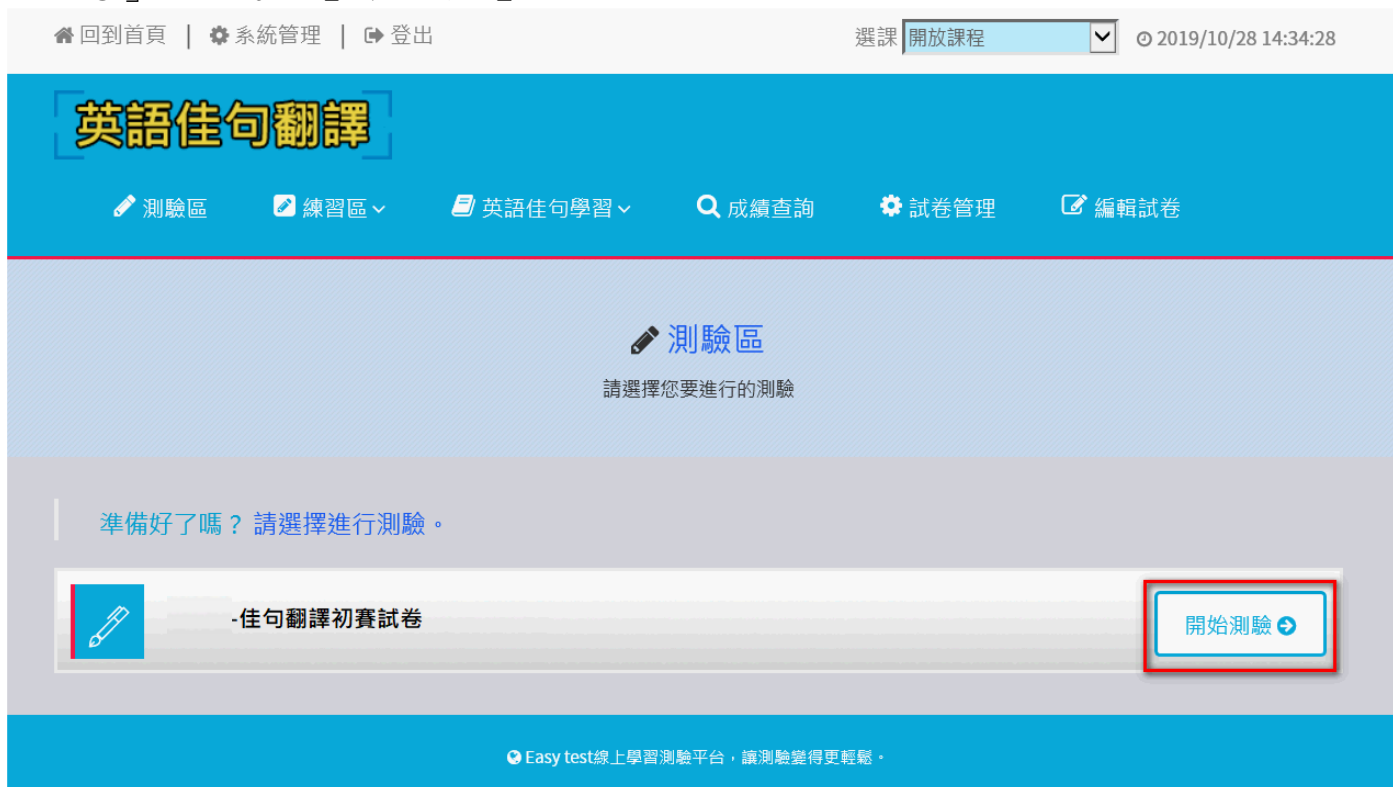 回到首頁 | 系統管理 | 登出 選課 開放課程 2019/10/28 14:34:28
英語佳句翻譯
測驗區 練習區 英語佳句學習 成績查詢 試卷管理 編輯試卷
測驗區
請選擇您要進行的測驗
準備好了嗎？請選擇進行測驗。
-佳句翻譯初賽試卷 開始測驗
Easy test線上學習測驗平台，讓測驗變得更輕鬆。